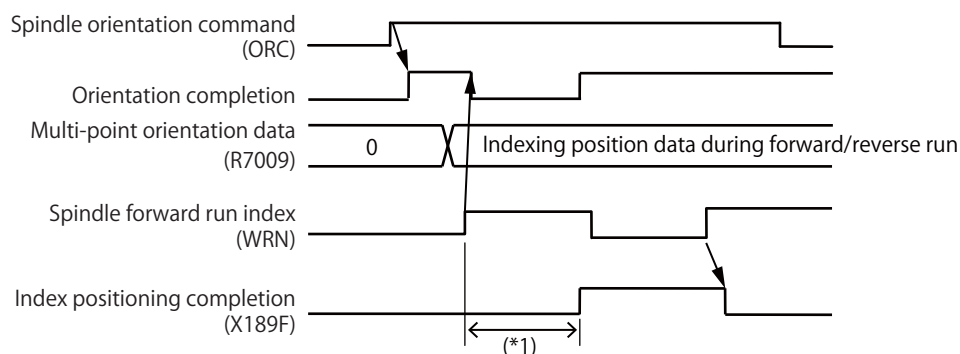 Spindle orientation command
(ORC)
Orientation completion
Multi-point orientation data
(R7009)
0
Indexing position data during forward/reverse run
Spindle forward run index
(WRN)
Index positioning completion
(X189F)
(*1)